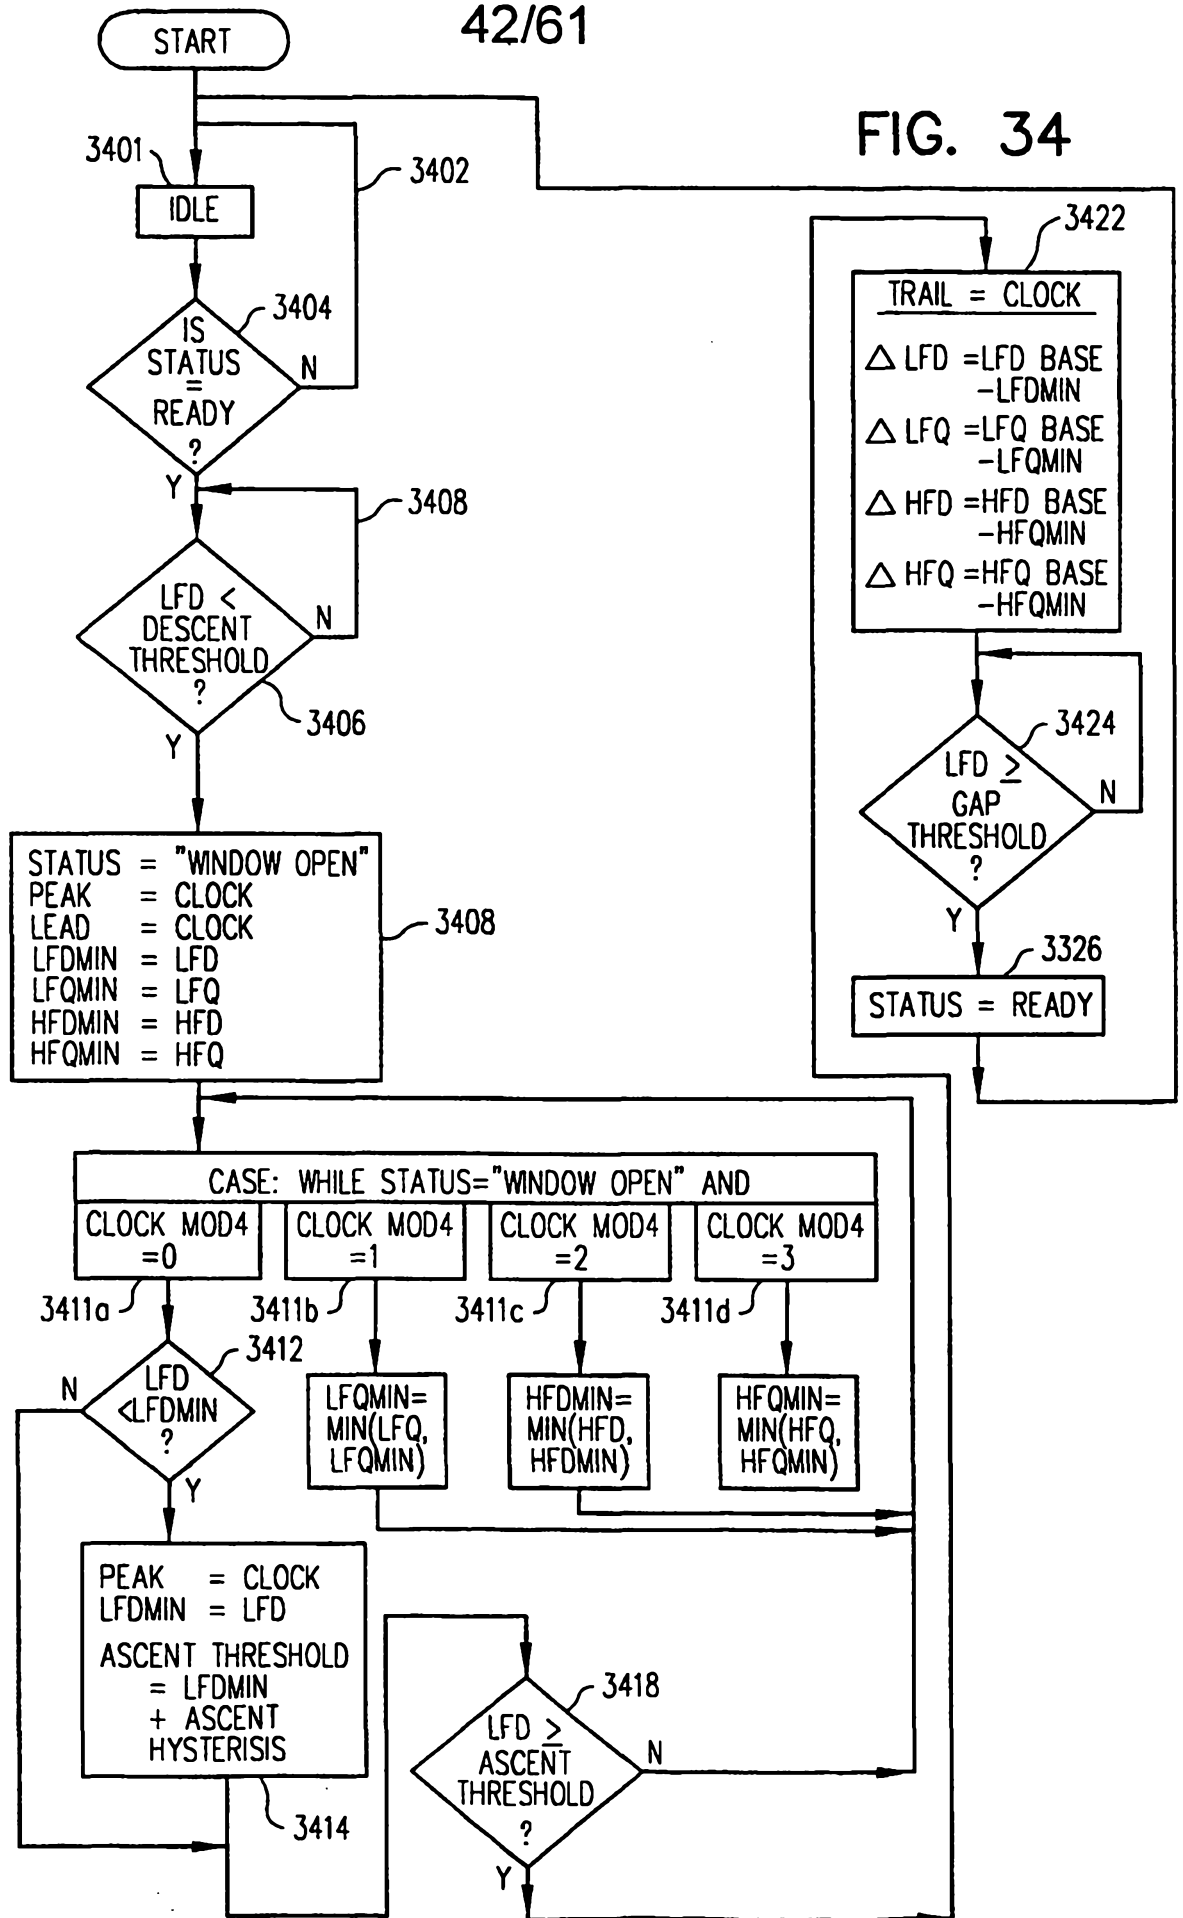 42/61
FIG. 34
START
3401
3402
IDLE
3404
IS
STATUS
=
READY
?
N
Y
3408
LFD <
DESCENT
THRESHOLD
?
N
3406
Y
STATUS = "WINDOW OPEN"
PEAK = CLOCK
LEAD = CLOCK
LFDMIN = LFD
LFQMIN = LFQ
HFDMIN = HFD
HFQMIN = HFQ
3408
CASE: WHILE STATUS="WINDOW OPEN" AND
CLOCK MOD4
=0
CLOCK MOD4
=1
CLOCK MOD4
=2
CLOCK MOD4
=3
3411a
3411b
3411c
3411d
3412
LFD
<LFDMIN
?
N
Y
LFQMIN=
MIN(LFQ,
LFQMIN)
HFDMIN=
MIN(HFD,
HFDMIN)
HFQMIN=
MIN(HFQ,
HFQMIN)
PEAK = CLOCK
LFDMIN = LFD
ASCENT THRESHOLD
= LFDMIN
+ ASCENT
HYSTERISIS
3414
3418
LFD ≥
ASCENT
THRESHOLD
?
N
Y
3422
TRAIL = CLOCK
△ LFD =LFD BASE
-LFDMIN
△ LFQ =LFQ BASE
-LFQMIN
△ HFD =HFD BASE
-HFQMIN
△ HFQ =HFQ BASE
-HFQMIN
3424
LFD ≥
GAP
THRESHOLD
?
N
Y
3326
STATUS = READY